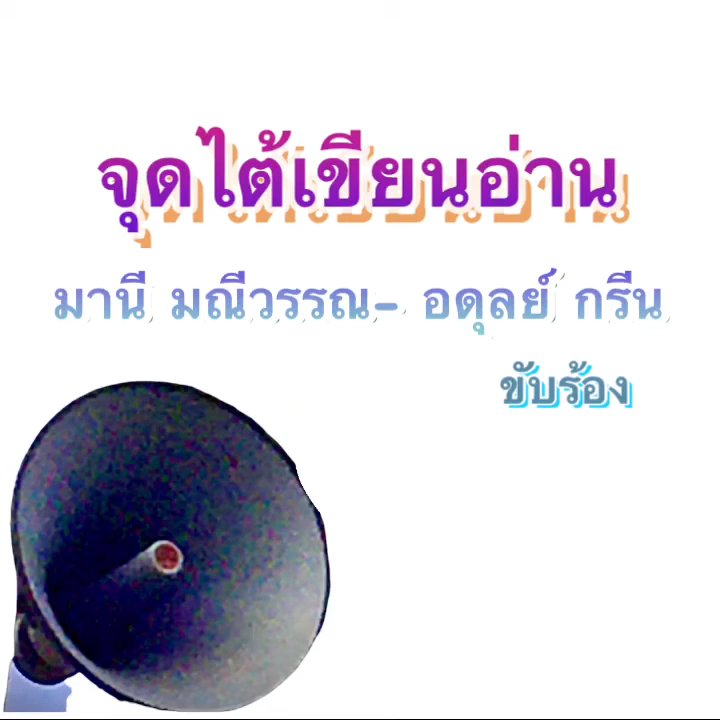 จุดไต้เขียนอ่าน
มานี มณีวรรณ- อดุลย์ กรีน
ขับร้อง